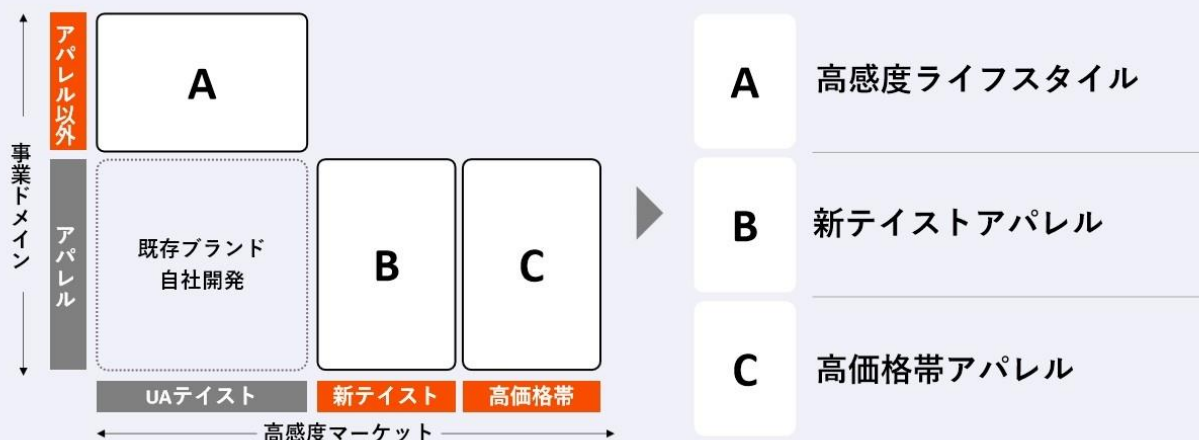 事業ドメイン
アパレル以外
アパレル
A
既存ブランド
自社開発
B
C
UAテイスト
新テイスト
高価格帯
高感度マーケット
A
高感度ライフスタイル
B
新テイストアパレル
C
高価格帯アパレル